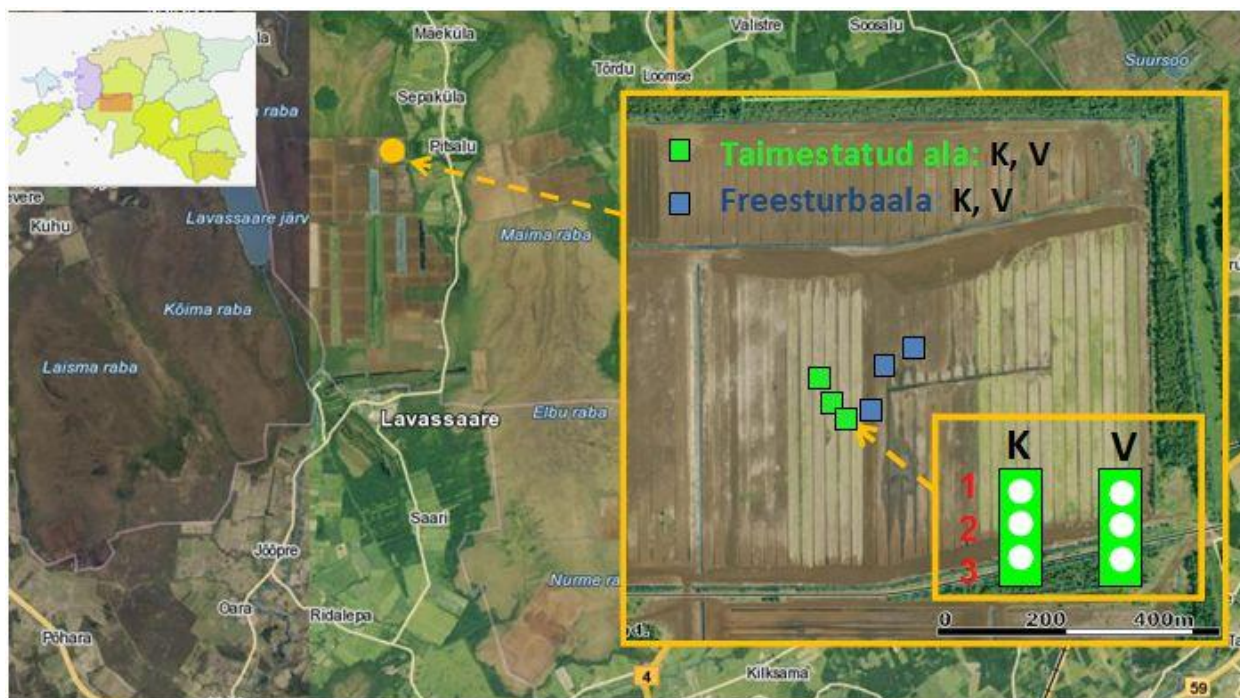 Mäeküla
Valistre
Soosalu
Tõrdu
Loomse
Suursoo
Sepaküla
raba
Pitsalu
Kuhu
Lavassaare järv
Maima raba
Kõima raba
Laisma raba
Lavassaare
Elbu raba
Saari
Jööpre
Nurme
Oara
Ridalepa
Põhara
Kilksama
4
59
Taimestatud ala: K, V
Freesturbaala K, V
K V
1
2
3
0 200 400m